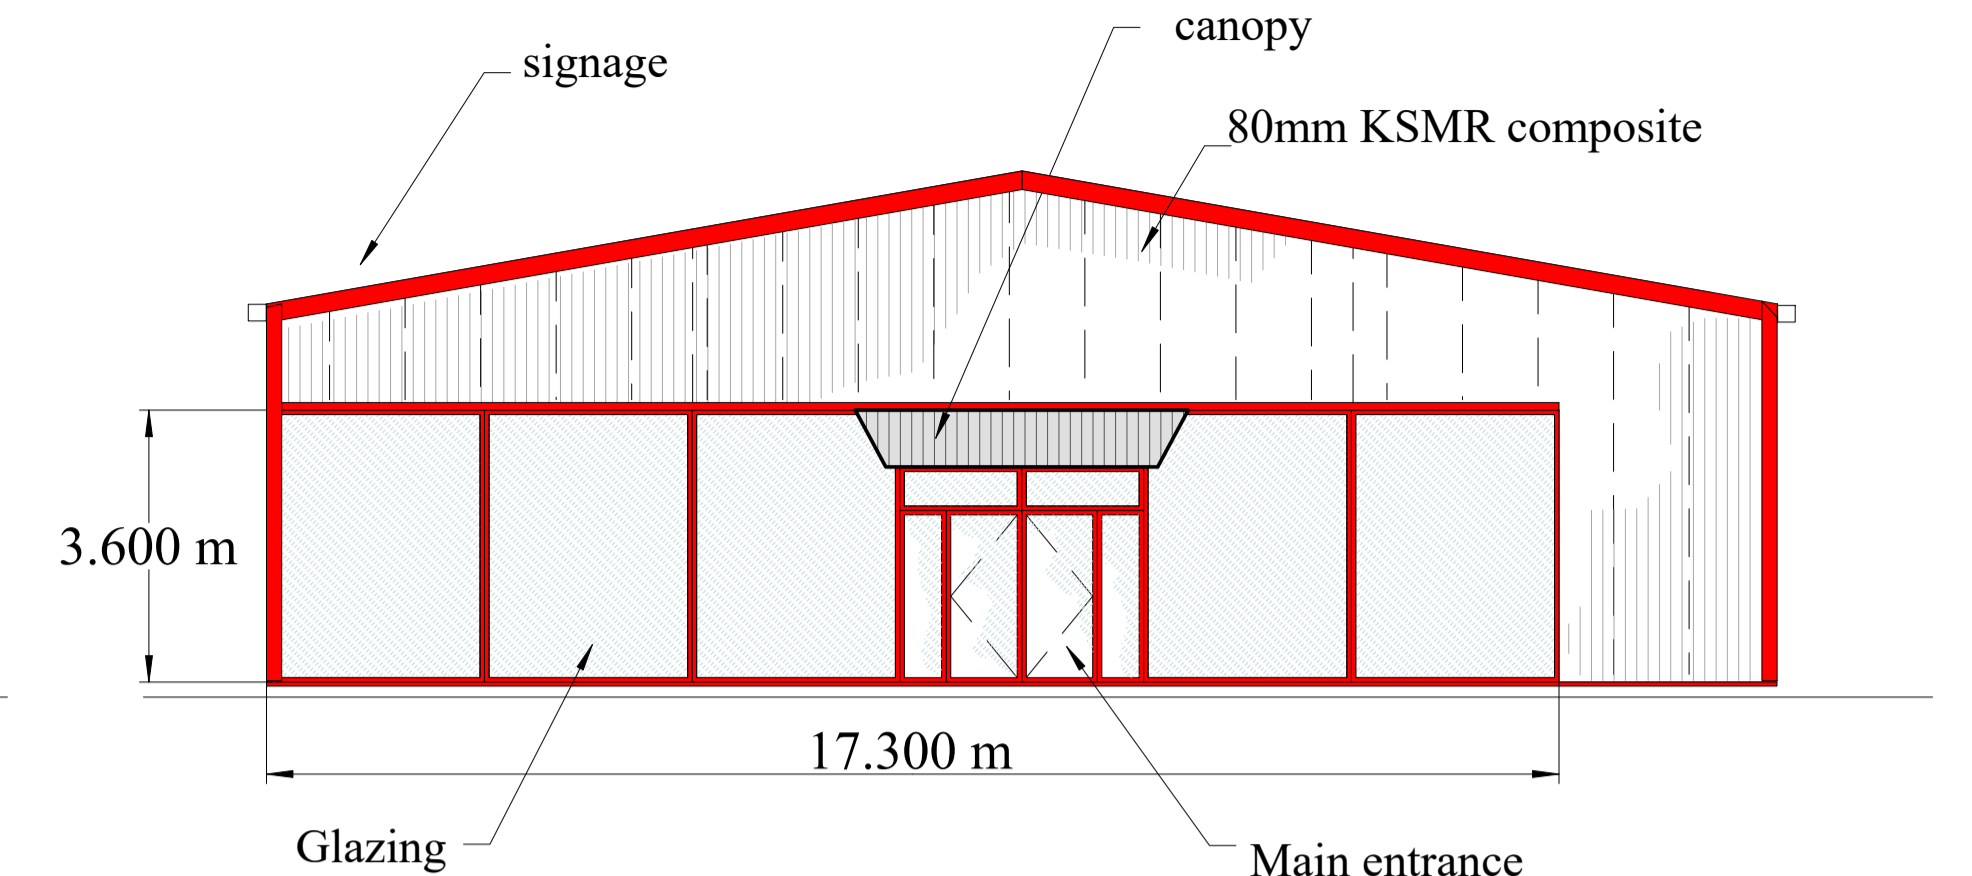 canopy
signage
80mm KSMR composite
3.600 m
17.300 m
Glazing
Main entrance